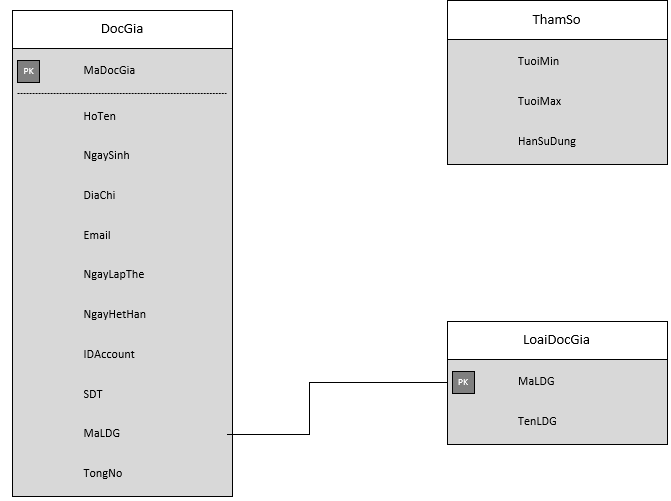 DocGia
PK MaDocGia
HoTen
NgaySinh
DiaChi
Email
NgayLapThe
NgayHetHan
IDAccount
SDT
MaLDG
TongNo
ThamSo
TuoiMin
TuoiMax
HanSuDung
LoaiDocGia
PK MaLDG
TenLDG